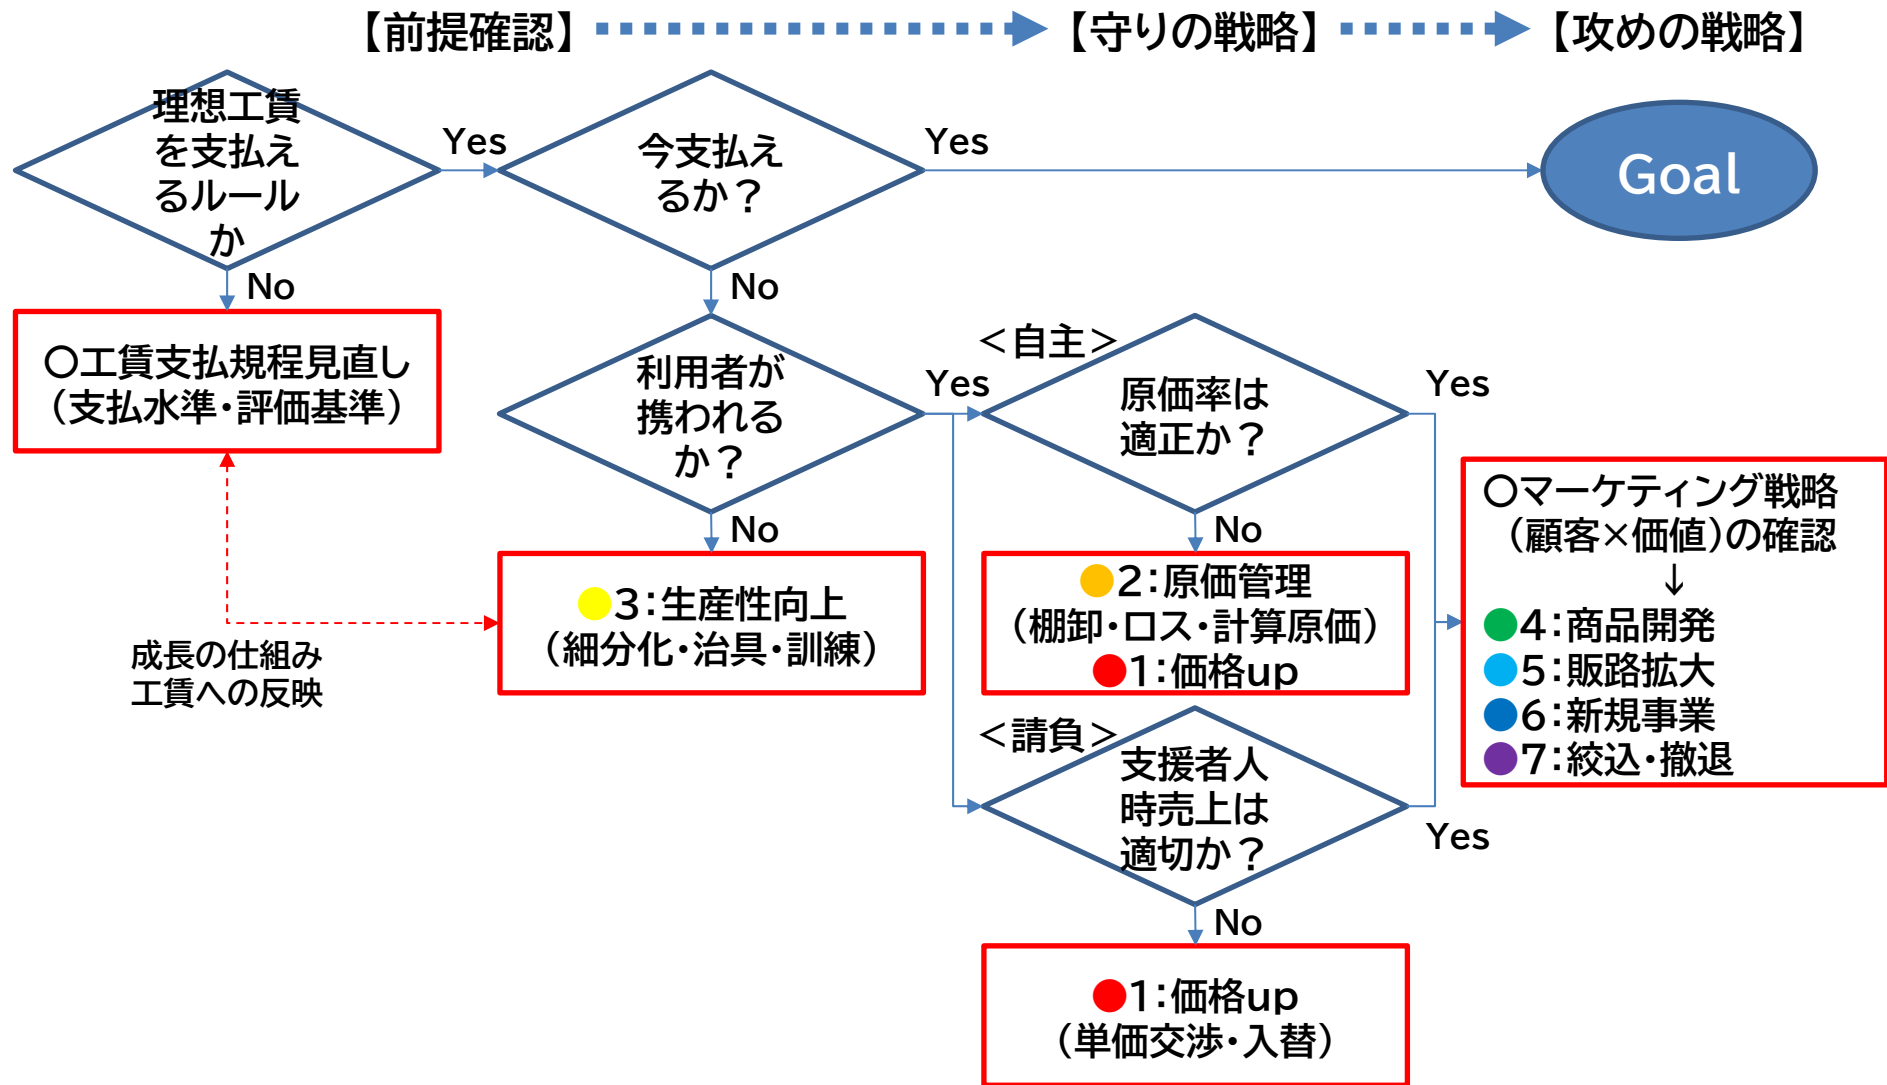 【前提確認】
【守りの戦略】
【攻めの戦略】
理想工賃
を支払え
るルール
か
Yes
今支払え
るか？
Yes
Goal
No
No
〇工賃支払規程見直し
（支払水準・評価基準）
利用者が
携われる
か？
Yes
＜自主＞
原価率は
適正か？
Yes
No
No
●3：生産性向上
（細分化・治具・訓練）
●2：原価管理
（棚卸・ロス・計算原価）
●1：価格up
〇マーケティング戦略
（顧客×価値）の確認
↓
●4：商品開発
●5：販路拡大
●6：新規事業
●7：絞込・撤退
成長の仕組み
工賃への反映
＜請負＞
支援者人
時売上は
適切か？
Yes
No
●1：価格up
（単価交渉・入替）